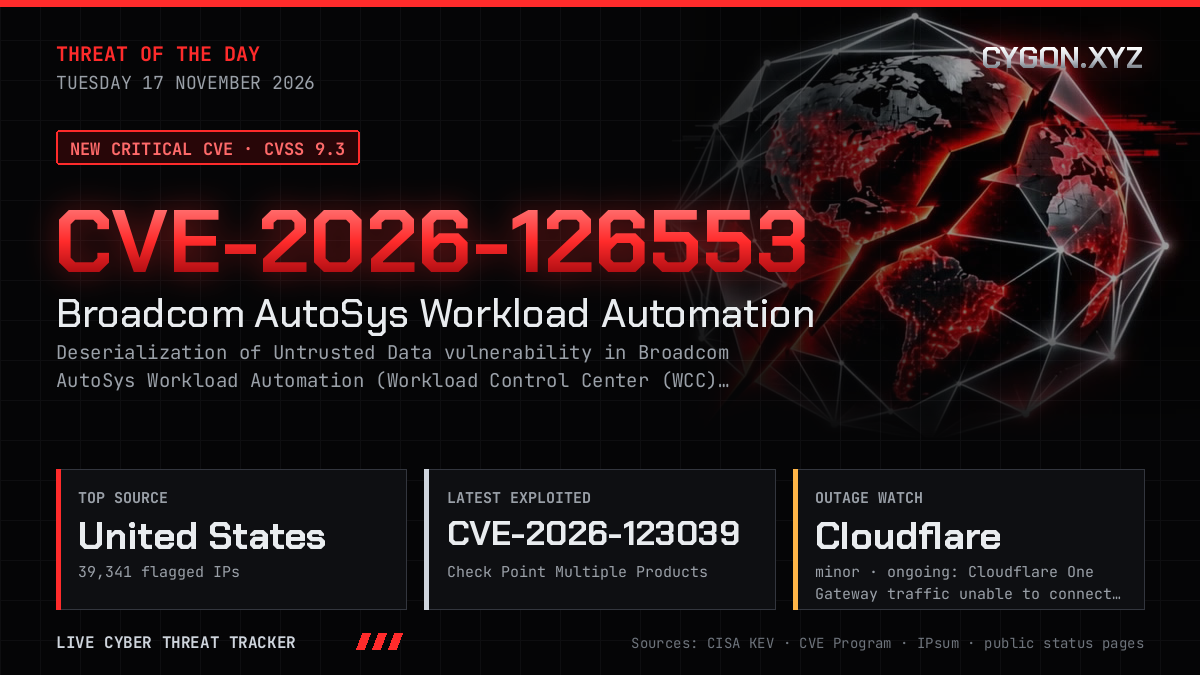 THREAT OF THE DAY
TUESDAY 17 NOVEMBER 2026
CYGON.XYZ
NEW CRITICAL CVE · CVSS 9.3
CVE-2026-126553
Broadcom AutoSys Workload Automation
Deserialization of Untrusted Data vulnerability in Broadcom
AutoSys Workload Automation (Workload Control Center (WCC)…
TOP SOURCE
United States
39,341 flagged IPs
LATEST EXPLOITED
CVE-2026-123039
Check Point Multiple Products
OUTAGE WATCH
Cloudflare
minor · ongoing: Cloudflare One
Gateway traffic unable to connect…
LIVE CYBER THREAT TRACKER
Sources: CISA KEV · CVE Program · IPsum · public status pages